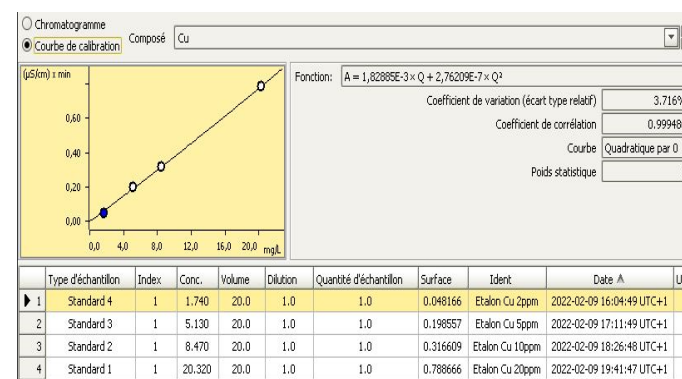 Chromatogramme
Courbe de calibration
Composé Cu
(µS/cm) x min
0,60
0,40
0,20
0,00
0,0 4,0 8,0 12,0 16,0 20,0 mg/L
Fonction: A = 1,82885E-3 × Q + 2,76209E-7 × Q²
Coefficient de variation (écart type relatif) 3.716%
Coefficient de corrélation 0.99948
Courbe Quadratique par 0
Poids statistique
Type d'échantillon Index Conc. Volume Dilution Quantité d'échantillon Surface Ident Date U
1 Standard 4 1 1.740 20.0 1.0 1.0 0.048166 Etalon Cu 2ppm 2022-02-09 16:04:49 UTC+1
2 Standard 3 1 5.130 20.0 1.0 1.0 0.198557 Etalon Cu 5ppm 2022-02-09 17:11:49 UTC+1
3 Standard 2 1 8.470 20.0 1.0 1.0 0.316609 Etalon Cu 10ppm 2022-02-09 18:26:48 UTC+1
4 Standard 1 1 20.320 20.0 1.0 1.0 0.788666 Etalon Cu 20ppm 2022-02-09 19:41:47 UTC+1